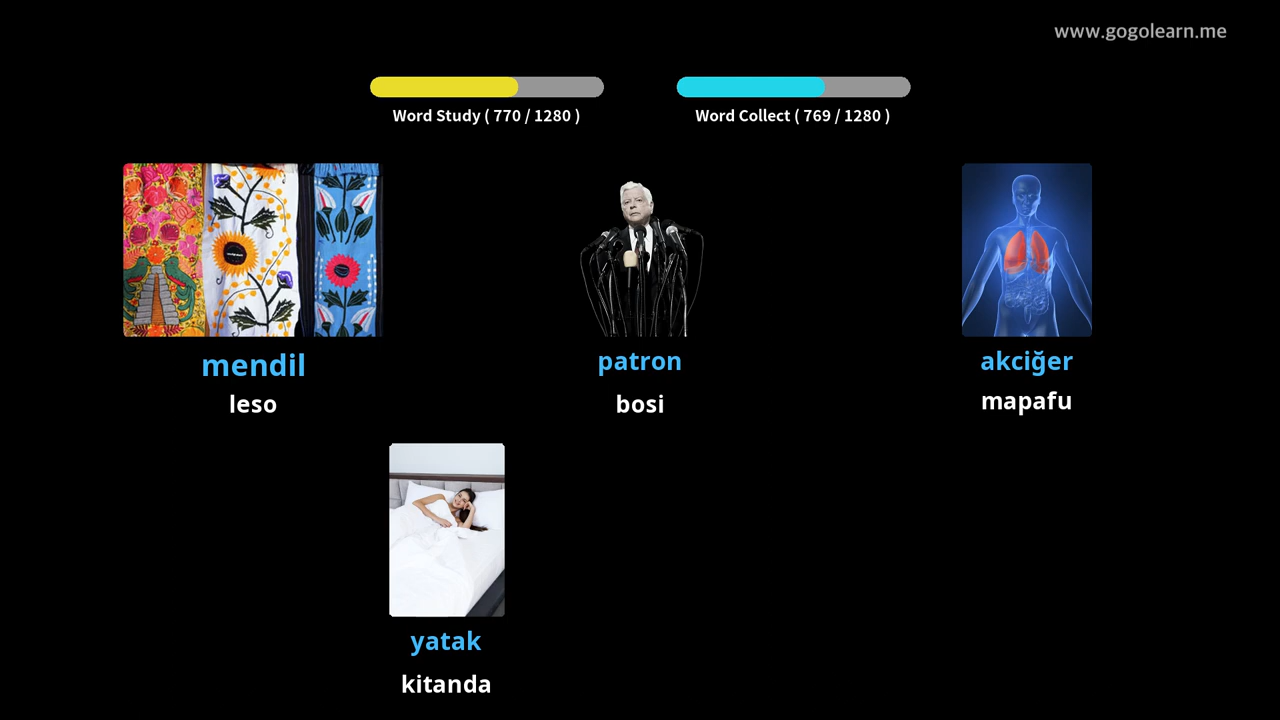 www.gogolearn.me
Word Study ( 770 / 1280 )
Word Collect ( 769 / 1280 )
mendil
leso
patron
bosi
akciğer
mapafu
yatak
kitanda